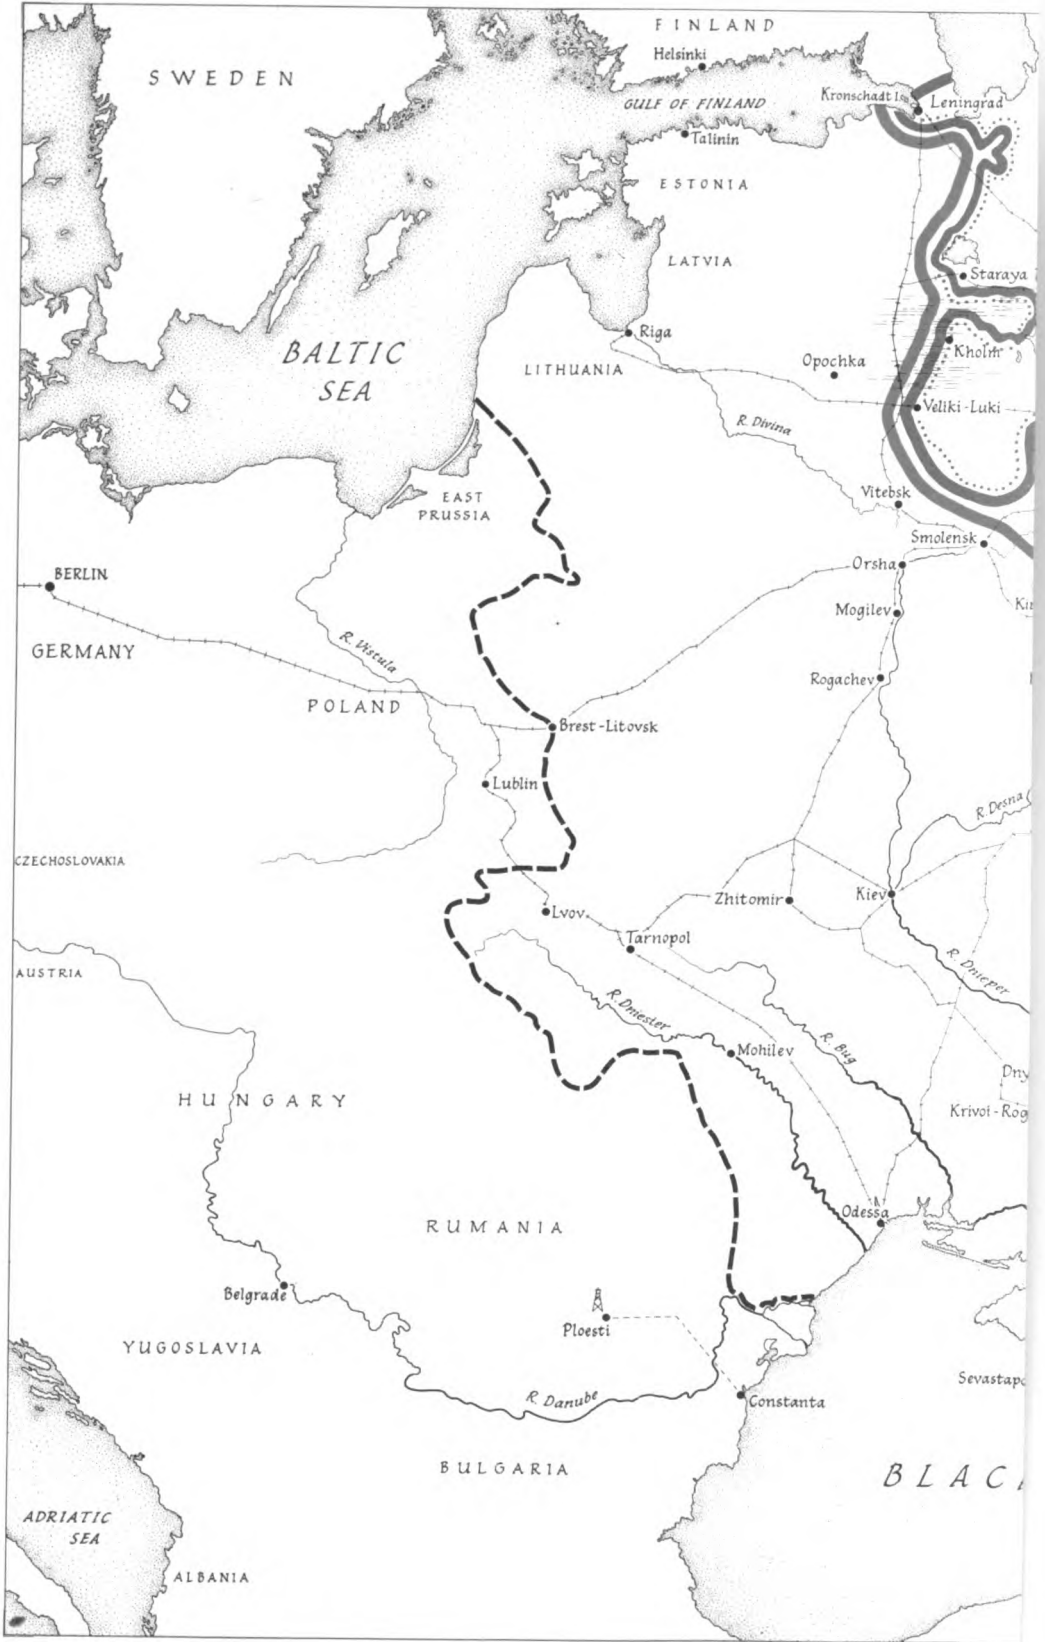 FINLAND
Helsinki
SWEDEN
GULF OF FINLAND
Kronschadt I.
Leningrad
Talinin
ESTONIA
LATVIA
Staraya
Riga
BALTIC
SEA
LITHUANIA
Opochka
Kholm
Veliki-Luki
R. Divina
EAST
PRUSSIA
Vitebsk
Smolensk
Orsha
BERLIN
Mogilev
GERMANY
R. Vistula
Rogachev
POLAND
Brest-Litovsk
Lublin
R. Desna
CZECHOSLOVAKIA
Zhitomir
Kiev
Lvov
Tarnopol
AUSTRIA
R. Dnieper
R. Dniester
R. Bug
Mohilev
Dny
HUNGARY
Krivoi-Rog
Odessa
RUMANIA
Belgrade
Ploesti
YUGOSLAVIA
Sevastapo
R. Danube
Constanta
BULGARIA
BLAC
ADRIATIC
SEA
ALBANIA